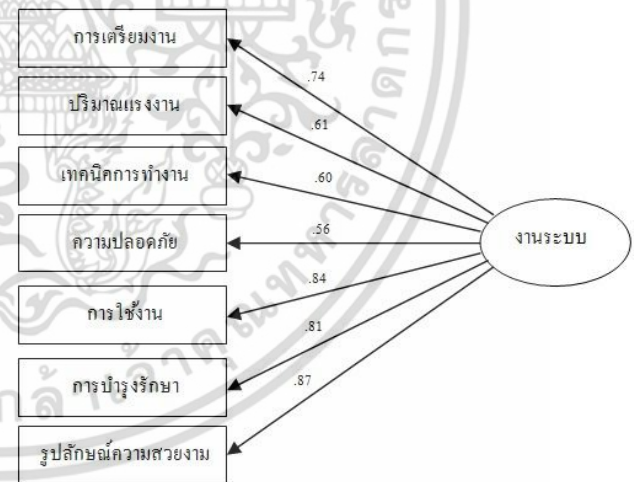 การเตรียมงาน
.74
ปริมาณแรงงาน
.61
เทคนิคการทำงาน
.60
ความปลอดภัย
.56
งานระบบ
การใช้งาน
.84
การบำรุงรักษา
.81
รูปลักษณ์ความสวยงาม
.87